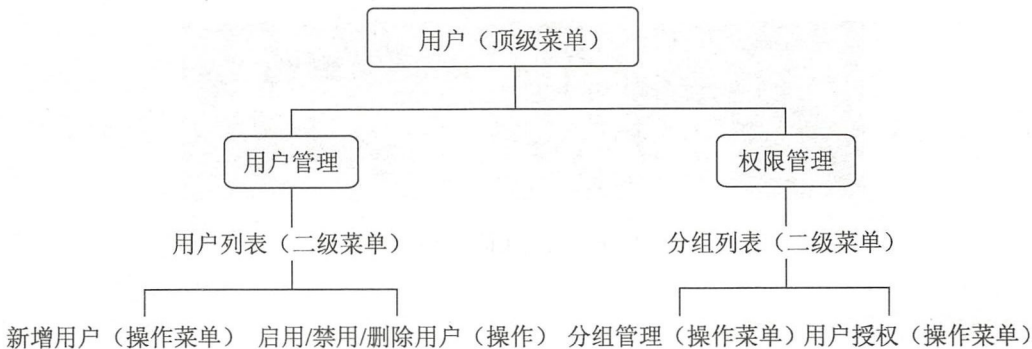 用户（顶级菜单）
用户管理
权限管理
用户列表（二级菜单）
分组列表（二级菜单）
新增用户（操作菜单）
启用/禁用/删除用户（操作）
分组管理（操作菜单）
用户授权（操作菜单）